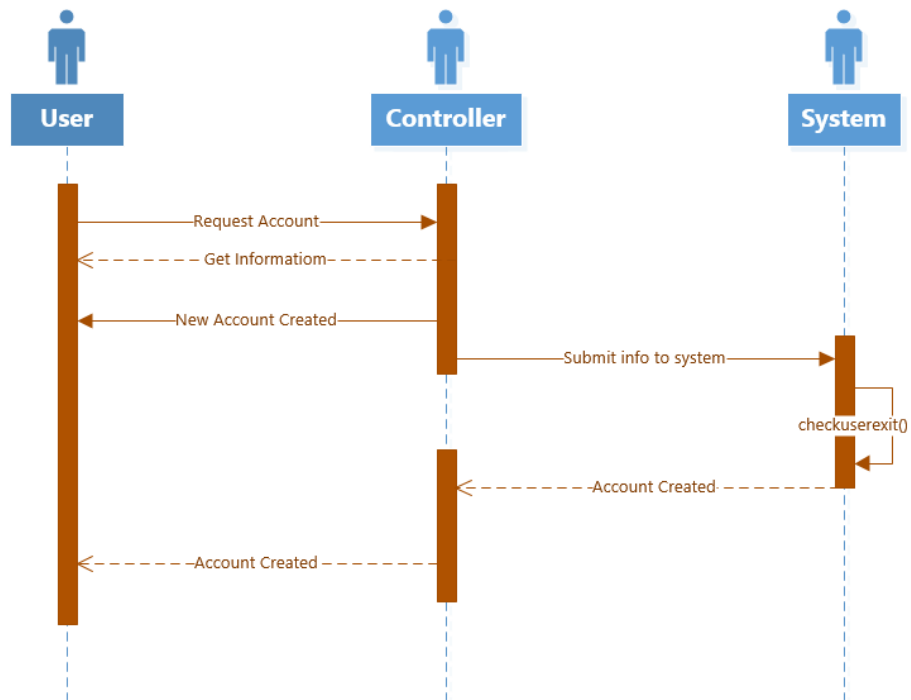 User
Controller
System
Request Account
Get Informatiom
New Account Created
Submit info to system
checkuserexit()
Account Created
Account Created